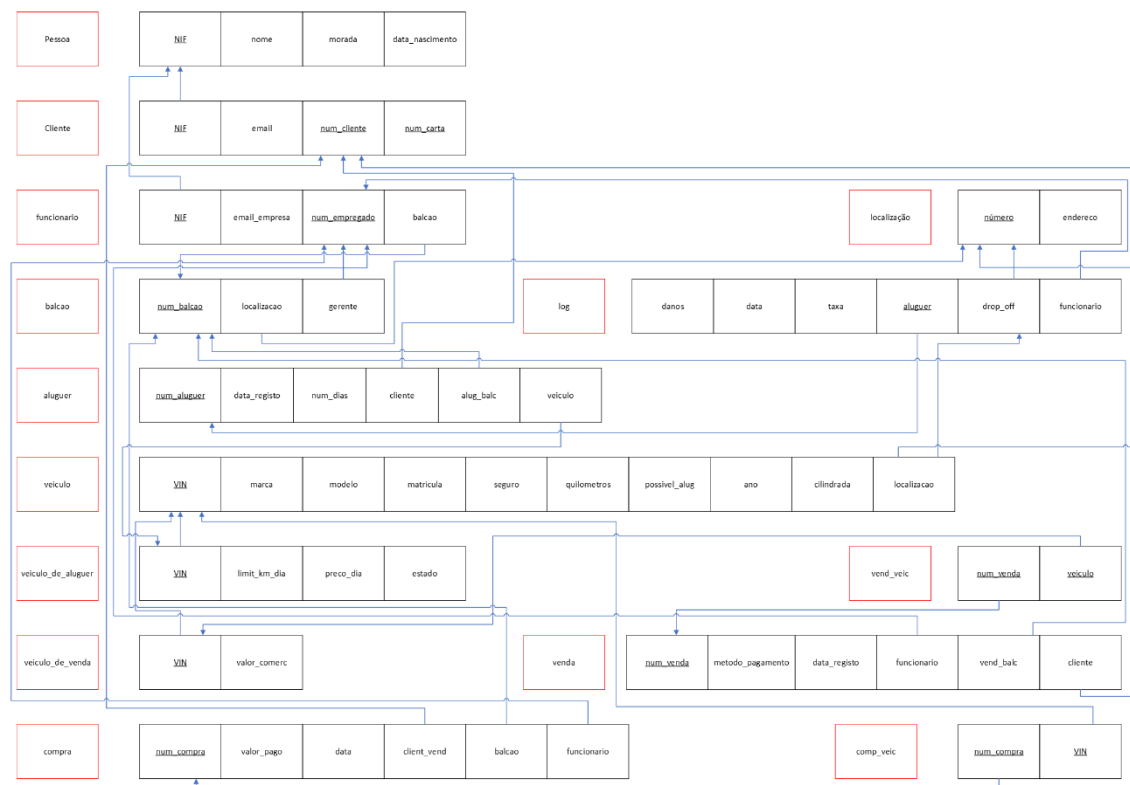 Pessoa NIF nome morada data_nascimento
Cliente NIF email num_cliente num_carta
funcionário NIF email_empresa num_empregado balcao localização número endereco
balcao num_balcao localizacao gerente log danos data taxa aluguer drop_off funcionario
aluguer num_aluguer data_registo num_dias cliente alug_balc veiculo
veiculo VIN marca modelo matricula seguro quilometros possivel_alug ano cilindrada localizacao
veiculo_de_aluguer VIN limit_km_dia preco_dia estado vend_veic num_venda veiculo
veiculo_de_venda VIN valor_comerc venda num_venda metodo_pagamento data_registo funcionario vend_balc cliente
compra num_compra valor_pago data client_vend balcao funcionario comp_veic num_compra VIN